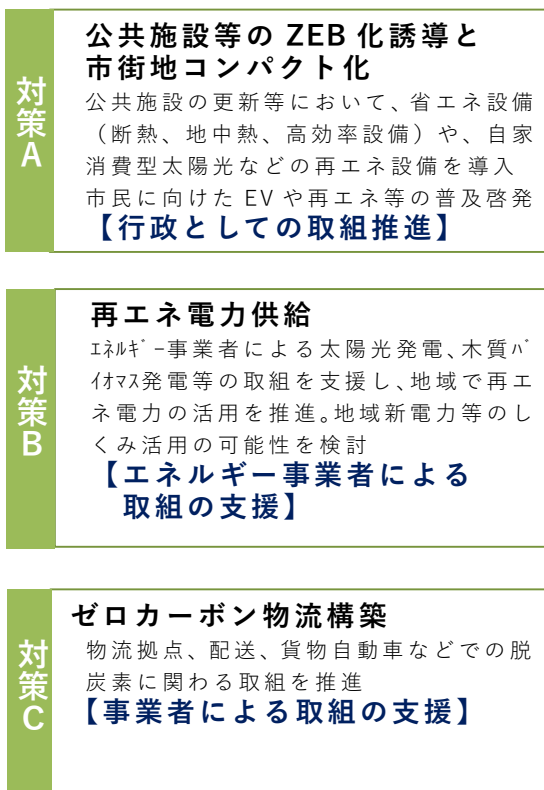 対策A
公共施設等の ZEB 化誘導と
市街地コンパクト化
公共施設の更新等において、省エネ設備
（断熱、地中熱、高効率設備）や、自家
消費型太陽光などの再エネ設備を導入
市民に向けた EV や再エネ等の普及啓発
【行政としての取組推進】
対策B
再エネ電力供給
ｴﾈﾙｷﾞｰ事業者による太陽光発電、木質ﾊﾞ
ｲｵﾏｽ発電等の取組を支援し、地域で再エ
ネ電力の活用を推進。地域新電力等のし
くみ活用の可能性を検討
【エネルギー事業者による
取組の支援】
対策C
ゼロカーボン物流構築
物流拠点、配送、貨物自動車などでの脱
炭素に関わる取組を推進
【事業者による取組の支援】